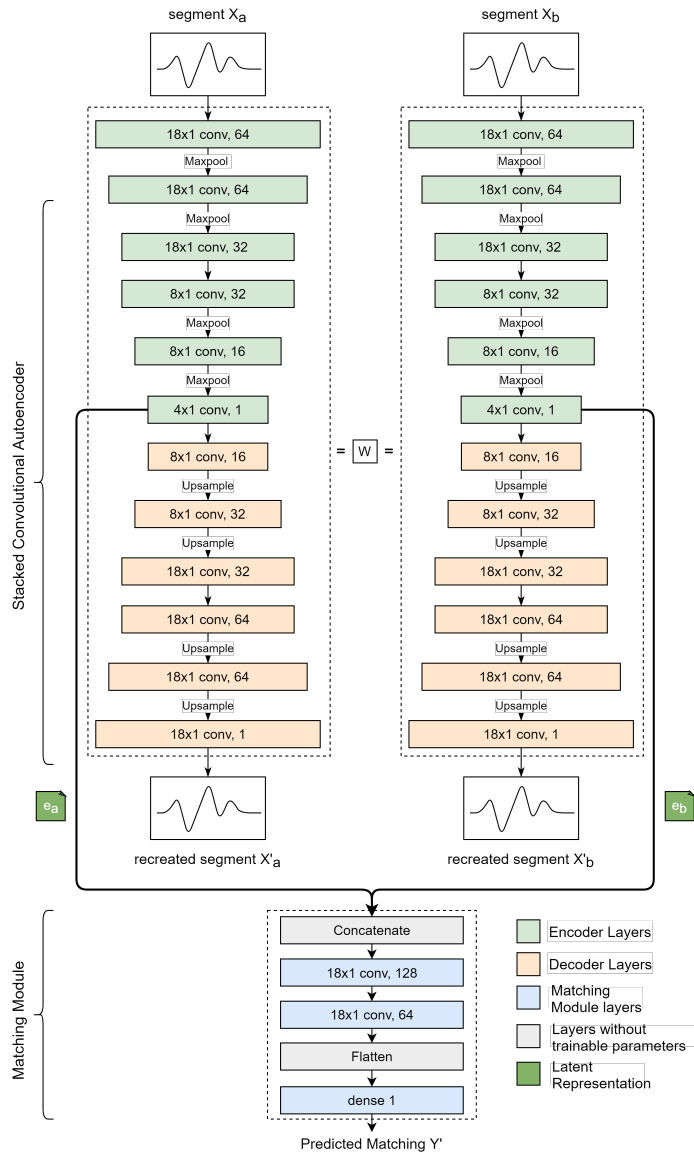 segment Xa
segment Xb
18x1 conv, 64
18x1 conv, 64
Maxpool
Maxpool
18x1 conv, 64
18x1 conv, 64
Maxpool
Maxpool
18x1 conv, 32
18x1 conv, 32
8x1 conv, 32
8x1 conv, 32
Maxpool
Maxpool
8x1 conv, 16
8x1 conv, 16
Maxpool
Maxpool
4x1 conv, 1
4x1 conv, 1
= W =
8x1 conv, 16
8x1 conv, 16
Upsample
Upsample
8x1 conv, 32
8x1 conv, 32
Upsample
Upsample
18x1 conv, 32
18x1 conv, 32
18x1 conv, 64
18x1 conv, 64
Upsample
Upsample
18x1 conv, 64
18x1 conv, 64
Upsample
Upsample
18x1 conv, 1
18x1 conv, 1
Stacked Convolutional Autoencoder
ea
eb
recreated segment X'a
recreated segment X'b
Matching Module
Concatenate
18x1 conv, 128
18x1 conv, 64
Flatten
dense 1
Predicted Matching Y'
Encoder Layers
Decoder Layers
Matching
Module layers
Layers without
trainable parameters
Latent
Representation